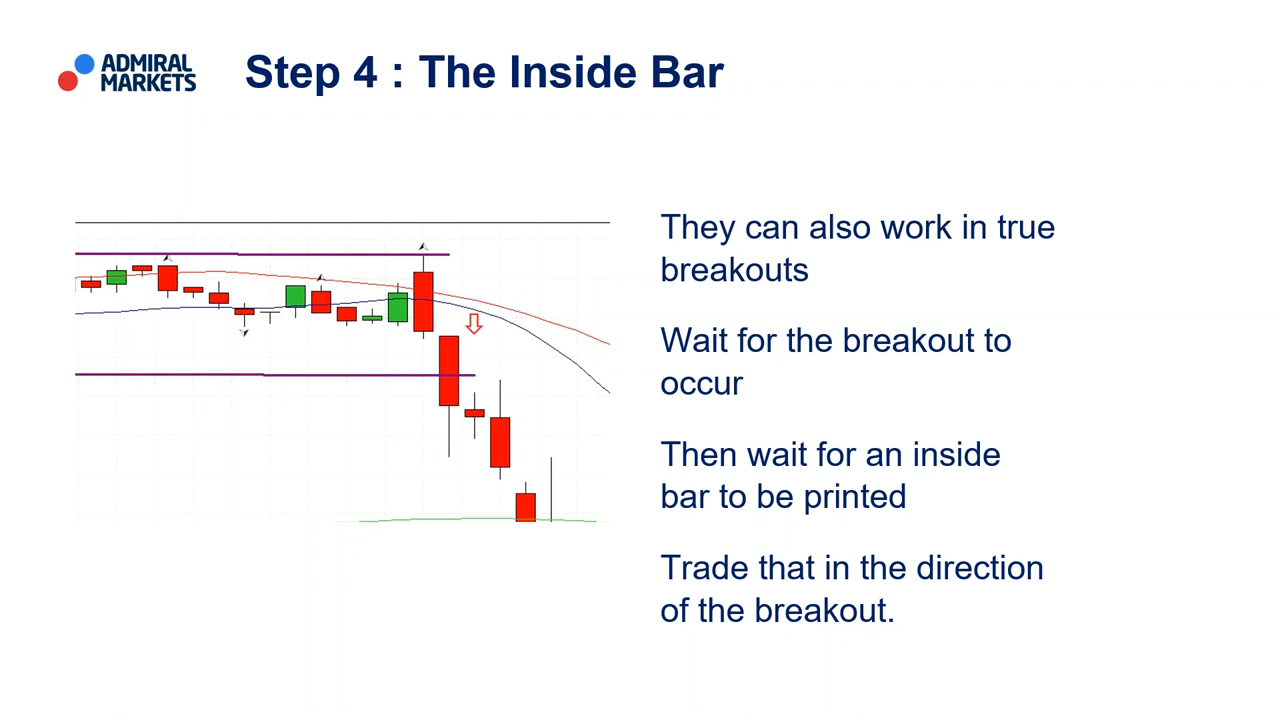 ADMIRAL
MARKETS
Step 4 : The Inside Bar
They can also work in true
breakouts
Wait for the breakout to
occur
Then wait for an inside
bar to be printed
Trade that in the direction
of the breakout.